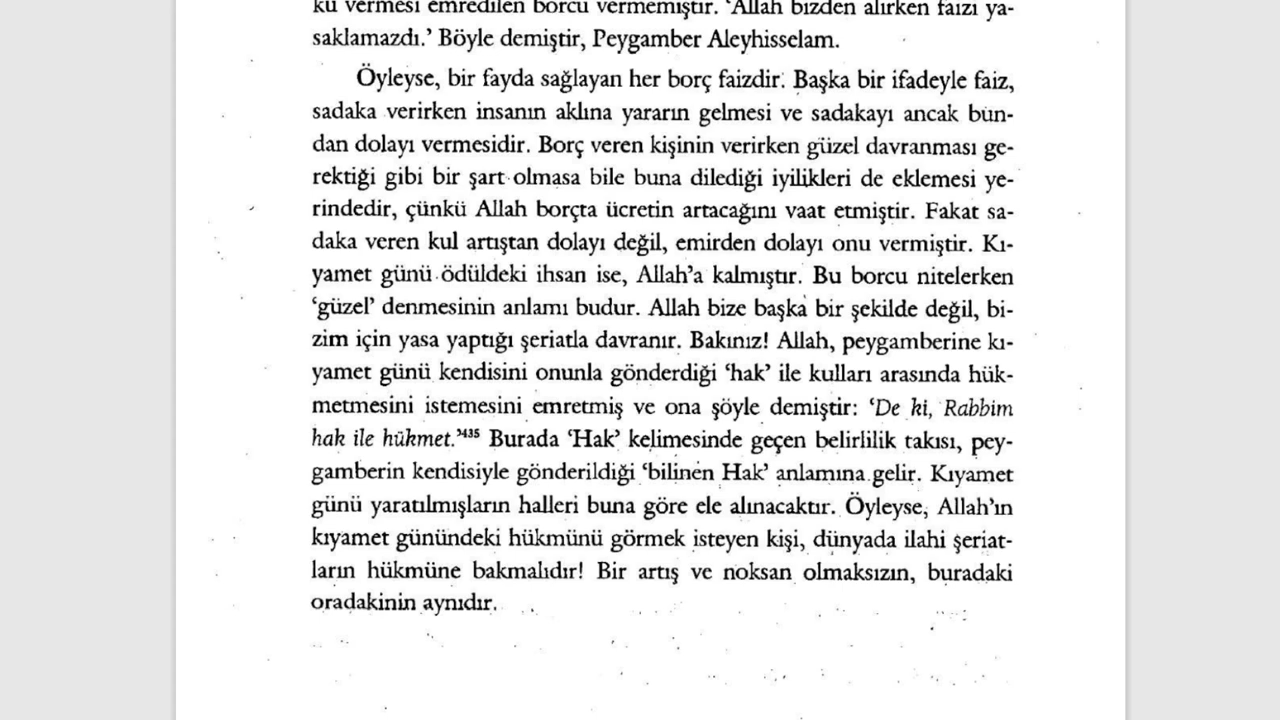 ku vermesi emredilen borcu vermemiştir. ‘Allah bizden alırken faizi ya-
saklamazdı.’ Böyle demiştir, Peygamber Aleyhisselam.
Öyleyse, bir fayda sağlayan her borç faizdir. Başka bir ifadeyle faiz,
sadaka verirken insanın aklına yararın gelmesi ve sadakayı ancak bun-
dan dolayı vermesidir. Borç veren kişinin verirken güzel davranması ge-
rektiği gibi bir şart olmasa bile buna dilediği iyilikleri de eklemesi ye-
rindedir, çünkü Allah borçta ücretin artacağını vaat etmiştir. Fakat sa-
daka veren kul artıştan dolayı değil, emirden dolayı onu vermiştir. Kı-
yamet günü ödüldeki ihsan ise, Allah’a kalmıştır. Bu borcu nitelerken
‘güzel’ denmesinin anlamı budur. Allah bize başka bir şekilde değil, bi-
zim için yasa yaptığı şeriatla davranır. Bakınız! Allah, peygamberine kı-
yamet günü kendisini onunla gönderdiği ‘hak’ ile kulları arasında hük-
metmesini istemesini emretmiş ve ona şöyle demiştir: ‘De ki, Rabbim
hak ile hükmet.’435 Burada ‘Hak’ kelimesinde geçen belirlilik takısı, pey-
gamberin kendisiyle gönderildiği ‘bilinen Hak’ anlamına gelir. Kıyamet
günü yaratılmışların halleri buna göre ele alınacaktır. Öyleyse, Allah’ın
kıyamet günündeki hükmünü görmek isteyen kişi, dünyada ilahi şeriat-
ların hükmüne bakmalıdır! Bir artış ve noksan olmaksızın, buradaki
oradakinin aynıdır.